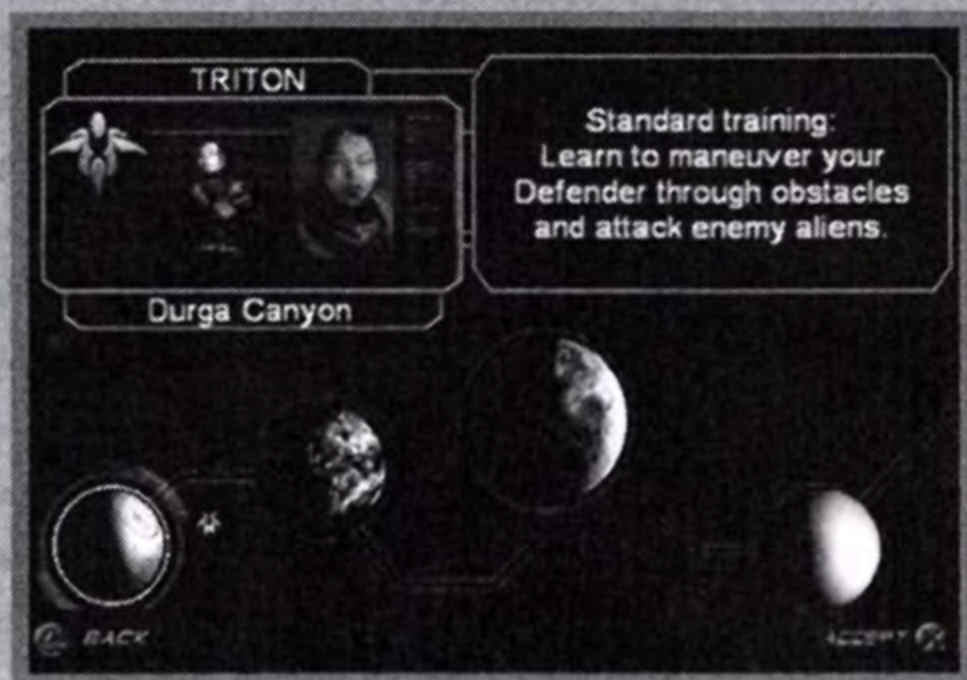 TRITON
Standard training:
Learn to maneuver your
Defender through obstacles
and attack enemy aliens.
Durga Canyon
BACK
ACCEPT